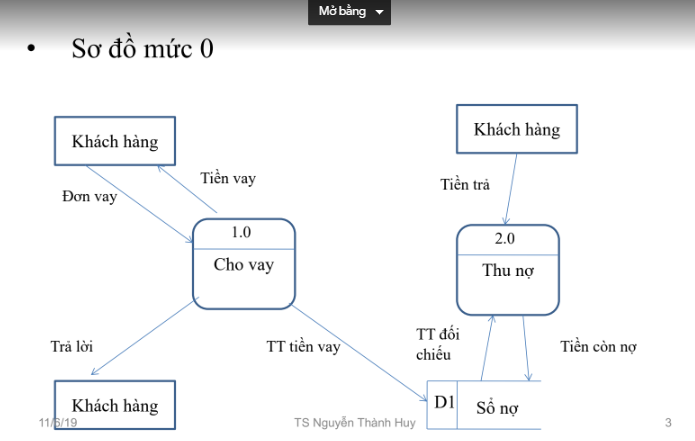 Mở bằng
• Sơ đồ mức 0
Khách hàng
Khách hàng
Tiền vay
Tiền trả
Đơn vay
1.0
Cho vay
2.0
Thu nợ
Trả lời
TT tiền vay
TT đối
chiếu
Tiền còn nợ
Khách hàng
D1
Sổ nợ
11/6/19
TS Nguyễn Thành Huy
3